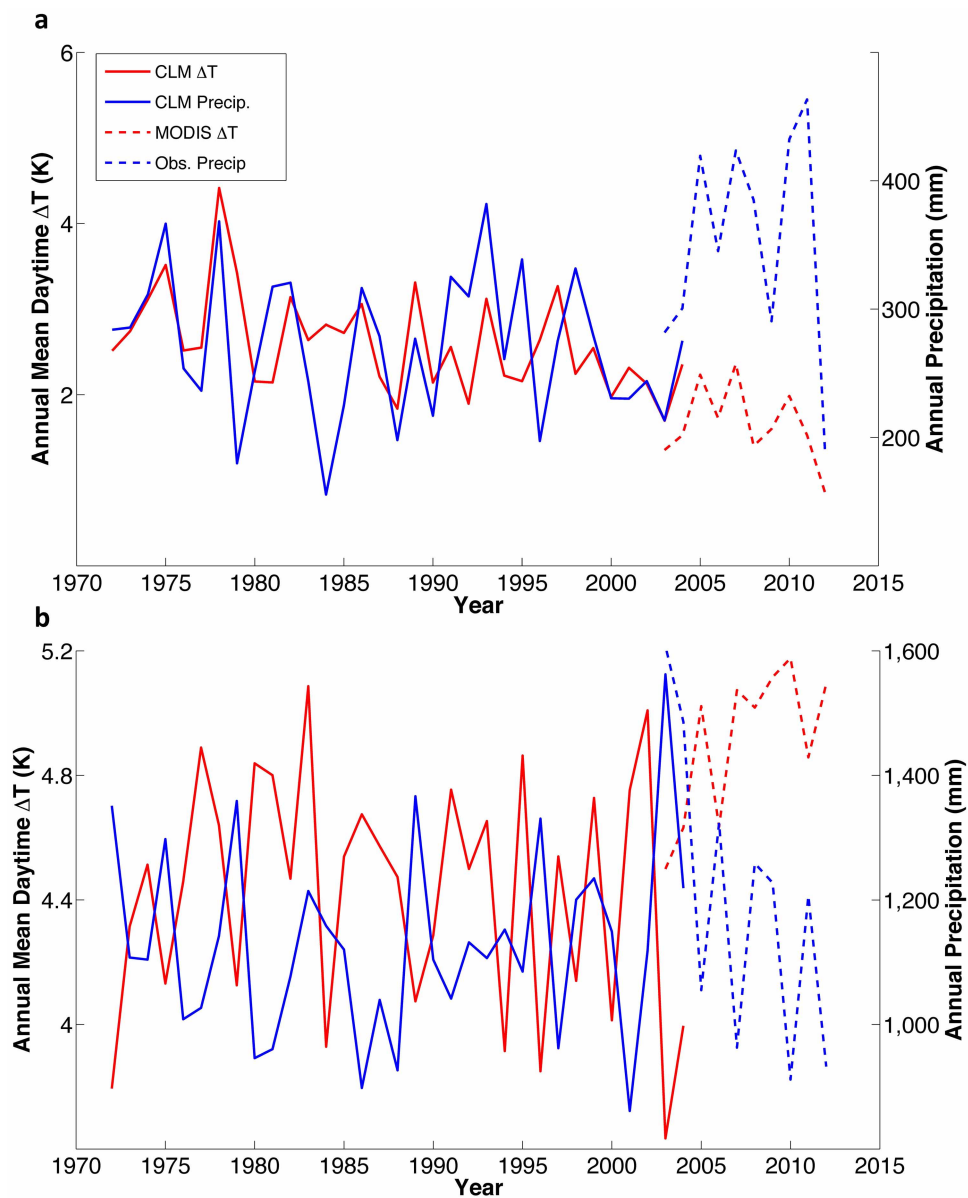 a
6
4
2
Annual Mean Daytime ΔT (K)
CLM ΔT
CLM Precip.
MODIS ΔT
Obs. Precip
400
300
200
Annual Precipitation (mm)
1970 1975 1980 1985 1990 1995 2000 2005 2010 2015
Year
b
5.2
4.8
4.4
4
Annual Mean Daytime ΔT (K)
1,600
1,400
1,200
1,000
Annual Precipitation (mm)
1970 1975 1980 1985 1990 1995 2000 2005 2010 2015
Year